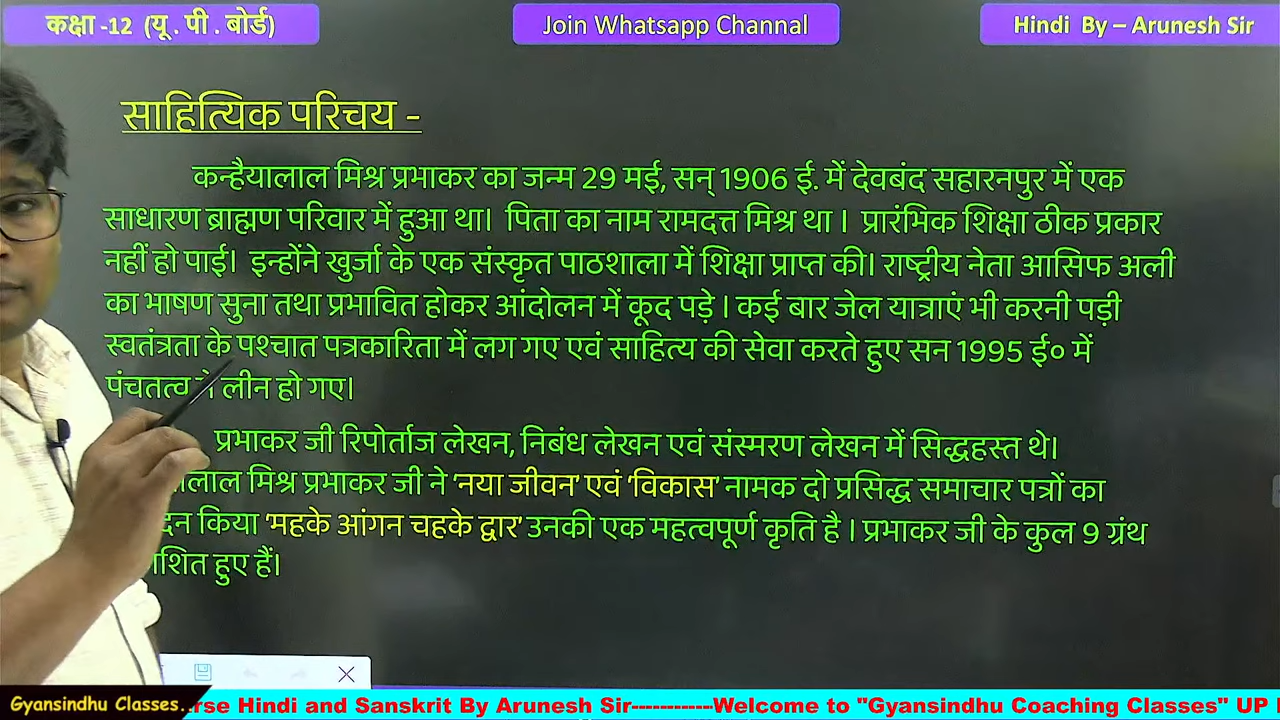 कक्षा -12 (यू . पी . बोर्ड)
Join Whatsapp Channal
Hindi By – Arunesh Sir
साहित्यिक परिचय -
कन्हैयालाल मिश्र प्रभाकर का जन्म 29 मई, सन् 1906 ई. में देवबंद सहारनपुर में एक
साधारण ब्राह्मण परिवार में हुआ था। पिता का नाम रामदत्त मिश्र था । प्रारंभिक शिक्षा ठीक प्रकार
नहीं हो पाई। इन्होंने खुर्जा के एक संस्कृत पाठशाला में शिक्षा प्राप्त की। राष्ट्रीय नेता आसिफ अली
का भाषण सुना तथा प्रभावित होकर आंदोलन में कूद पड़े । कई बार जेल यात्राएं भी करनी पड़ी
स्वतंत्रता के पश्चात पत्रकारिता में लग गए एवं साहित्य की सेवा करते हुए सन 1995 ई० में
पंचतत्व लीन हो गए।
प्रभाकर जी रिपोर्ताज लेखन, निबंध लेखन एवं संस्मरण लेखन में सिद्धहस्त थे।
मिश्र प्रभाकर जी ने 'नया जीवन' एवं 'विकास' नामक दो प्रसिद्ध समाचार पत्रों का
किया 'महके आंगन चहके द्वार' उनकी एक महत्वपूर्ण कृति है । प्रभाकर जी के कुल 9 ग्रंथ
हुए हैं।
Gyansindhu Classes..
Hindi and Sanskrit By Arunesh Sir-----------Welcome to "Gyansindhu Coaching Classes" UP